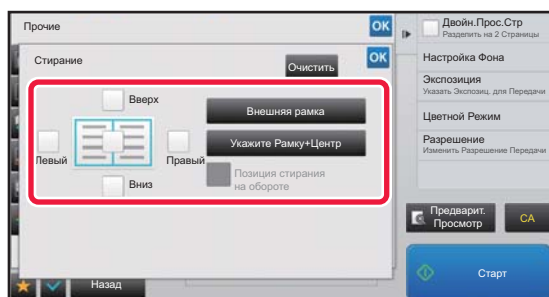 Прочие
OK
Стирание
Очистить
OK
Вверх
Левый
Правый
Вниз
Внешняя рамка
Укажите Рамку+Центр
Позиция стирания
на обороте
Назад
Двойн.Прос.Стр
Разделить на 2 Страницы
Настройка Фона
Экспозиция
Указать Экспозиц. для Передачи
Цветной Режим
Разрешение
Изменить Разрешение Передачи
Предварит.
Просмотр
CA
Старт